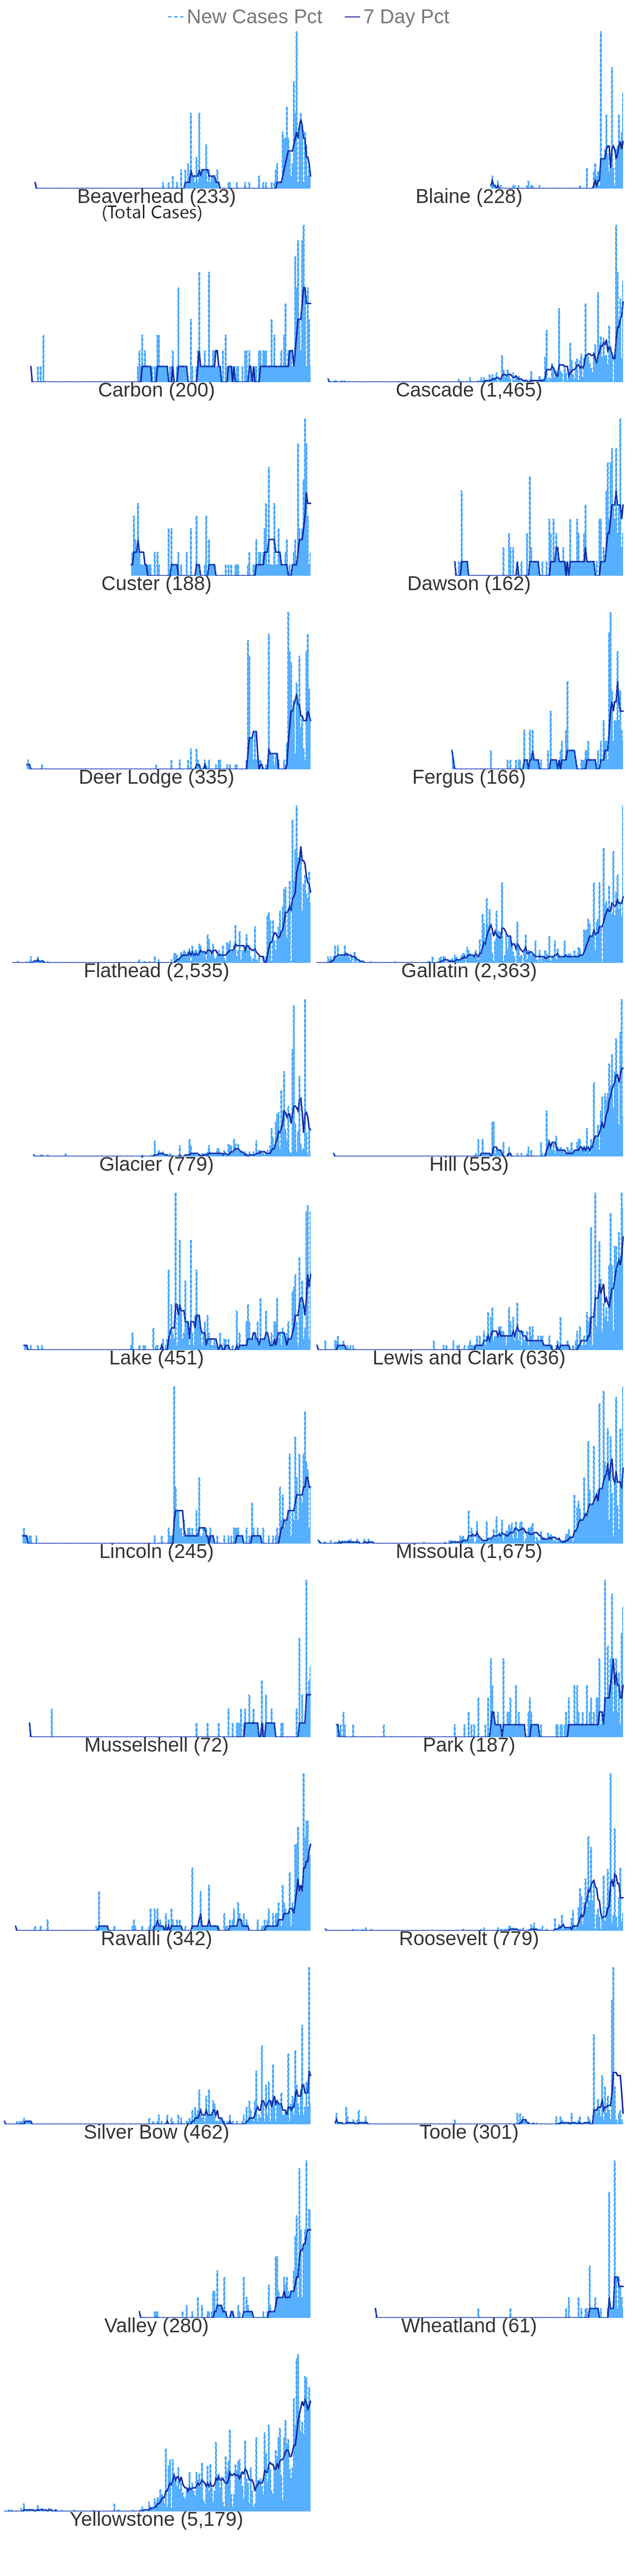 New Cases Pct 7 Day Pct
Beaverhead (233) Blaine (228)
(Total Cases)
Carbon (200) Cascade (1,465)
Custer (188) Dawson (162)
Deer Lodge (335) Fergus (166)
Flathead (2,535) Gallatin (2,363)
Glacier (779) Hill (553)
Lake (451) Lewis and Clark (636)
Lincoln (245) Missoula (1,675)
Musselshell (72) Park (187)
Ravalli (342) Roosevelt (779)
Silver Bow (462) Toole (301)
Valley (280) Wheatland (61)
Yellowstone (5,179)